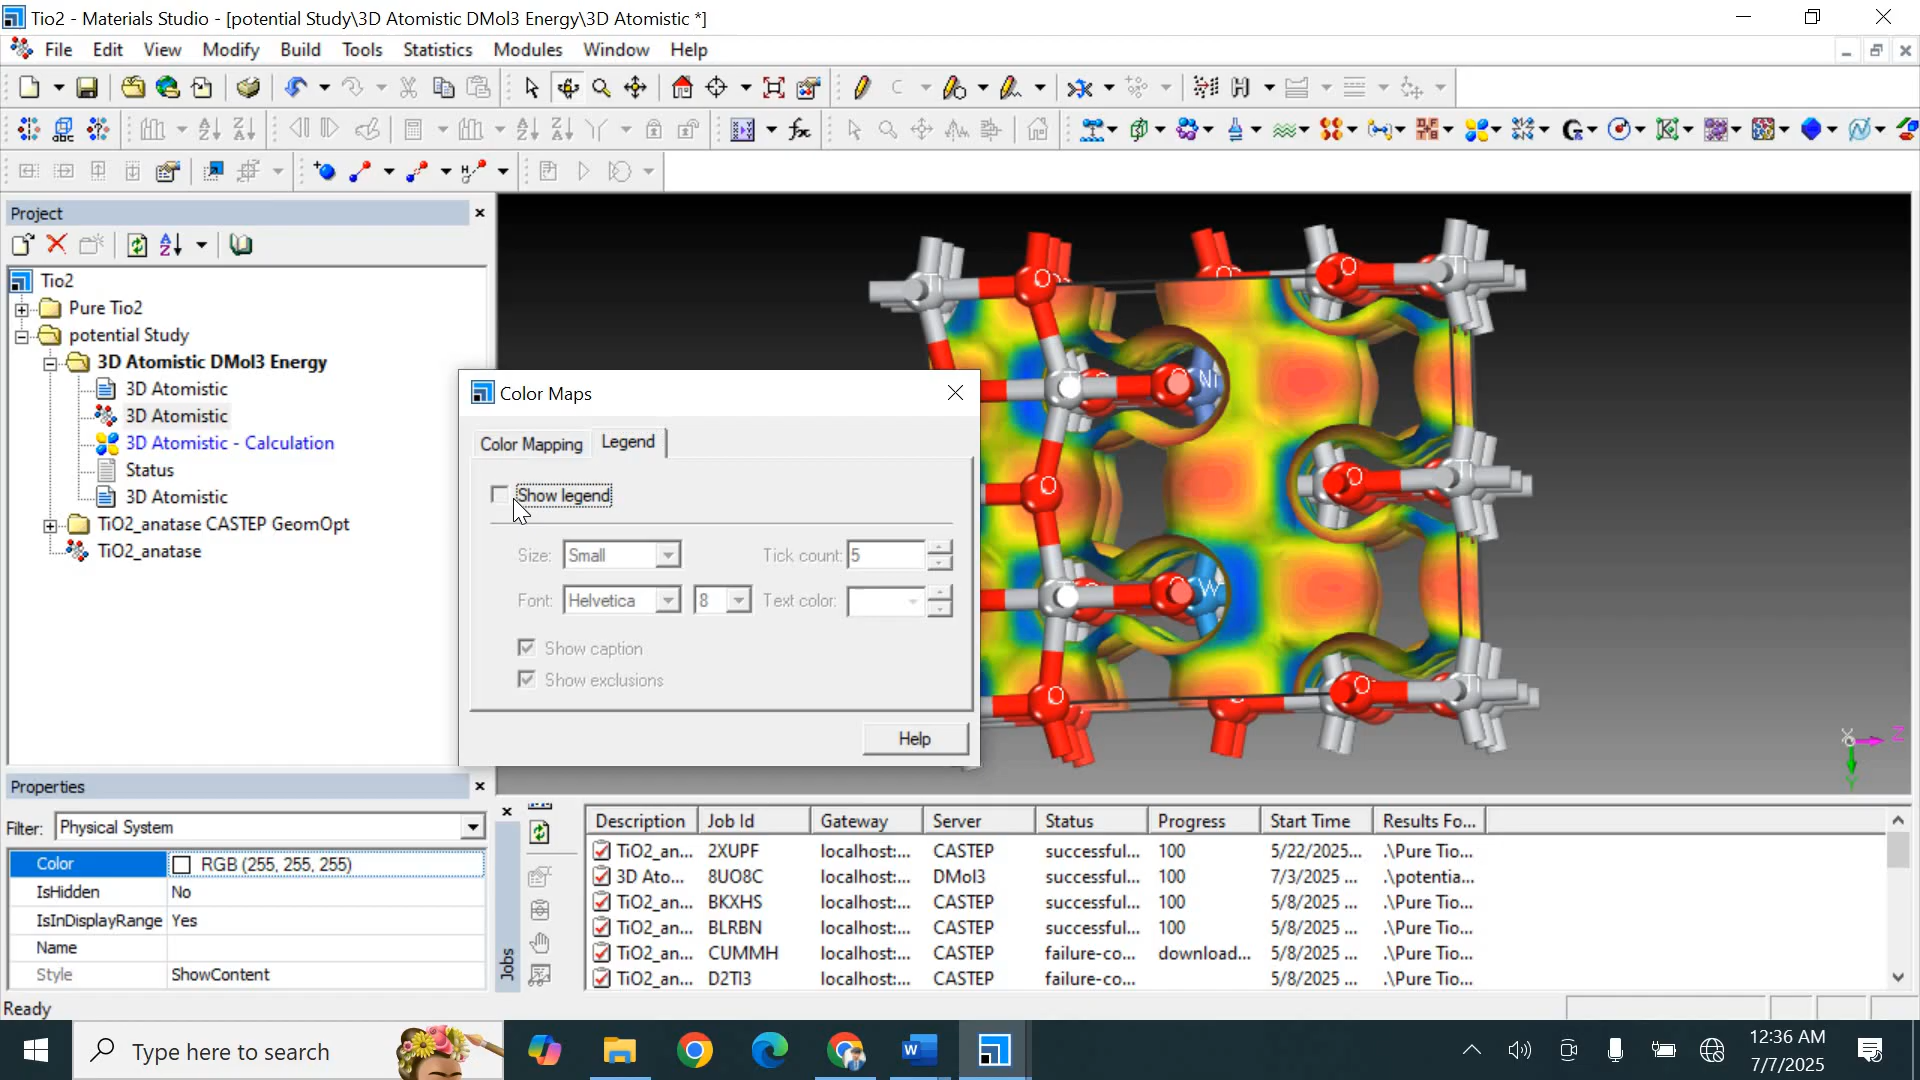 Tio2 - Materials Studio - [potential Study\3D Atomistic DMol3 Energy\3D Atomistic *]
File Edit View Modify Build Tools Statistics Modules Window Help
Project
Tio2
Pure Tio2
potential Study
3D Atomistic DMol3 Energy
3D Atomistic
3D Atomistic
3D Atomistic - Calculation
Status
3D Atomistic
TiO2_anatase CASTEP GeomOpt
TiO2_anatase
Color Maps
Color Mapping Legend
Show legend
Size: Small Tick count: 5
Font: Helvetica 8 Text color:
Show caption
Show exclusions
Help
O O O
O Ni
O O
O W
O O
X Z
Y
Properties
Filter: Physical System
Color RGB (255, 255, 255)
IsHidden No
IsInDisplayRange Yes
Name
Style ShowContent
Jobs
Description Job Id Gateway Server Status Progress Start Time Results Fo...
TiO2_an... 2XUPF localhost:... CASTEP successful... 100 5/22/2025... .\Pure Tio...
3D Ato... 8UO8C localhost:... DMol3 successful... 100 7/3/2025 ... .\potentia...
TiO2_an... BKXHS localhost:... CASTEP successful... 100 5/8/2025 ... .\Pure Tio...
TiO2_an... BLRBN localhost:... CASTEP successful... 100 5/8/2025 ... .\Pure Tio...
TiO2_an... CUMMH localhost:... CASTEP failure-co... download... 5/8/2025 ... .\Pure Tio...
TiO2_an... D2TI3 localhost:... CASTEP failure-co... 5/8/2025 ... .\Pure Tio...
Ready
Type here to search
12:36 AM
7/7/2025